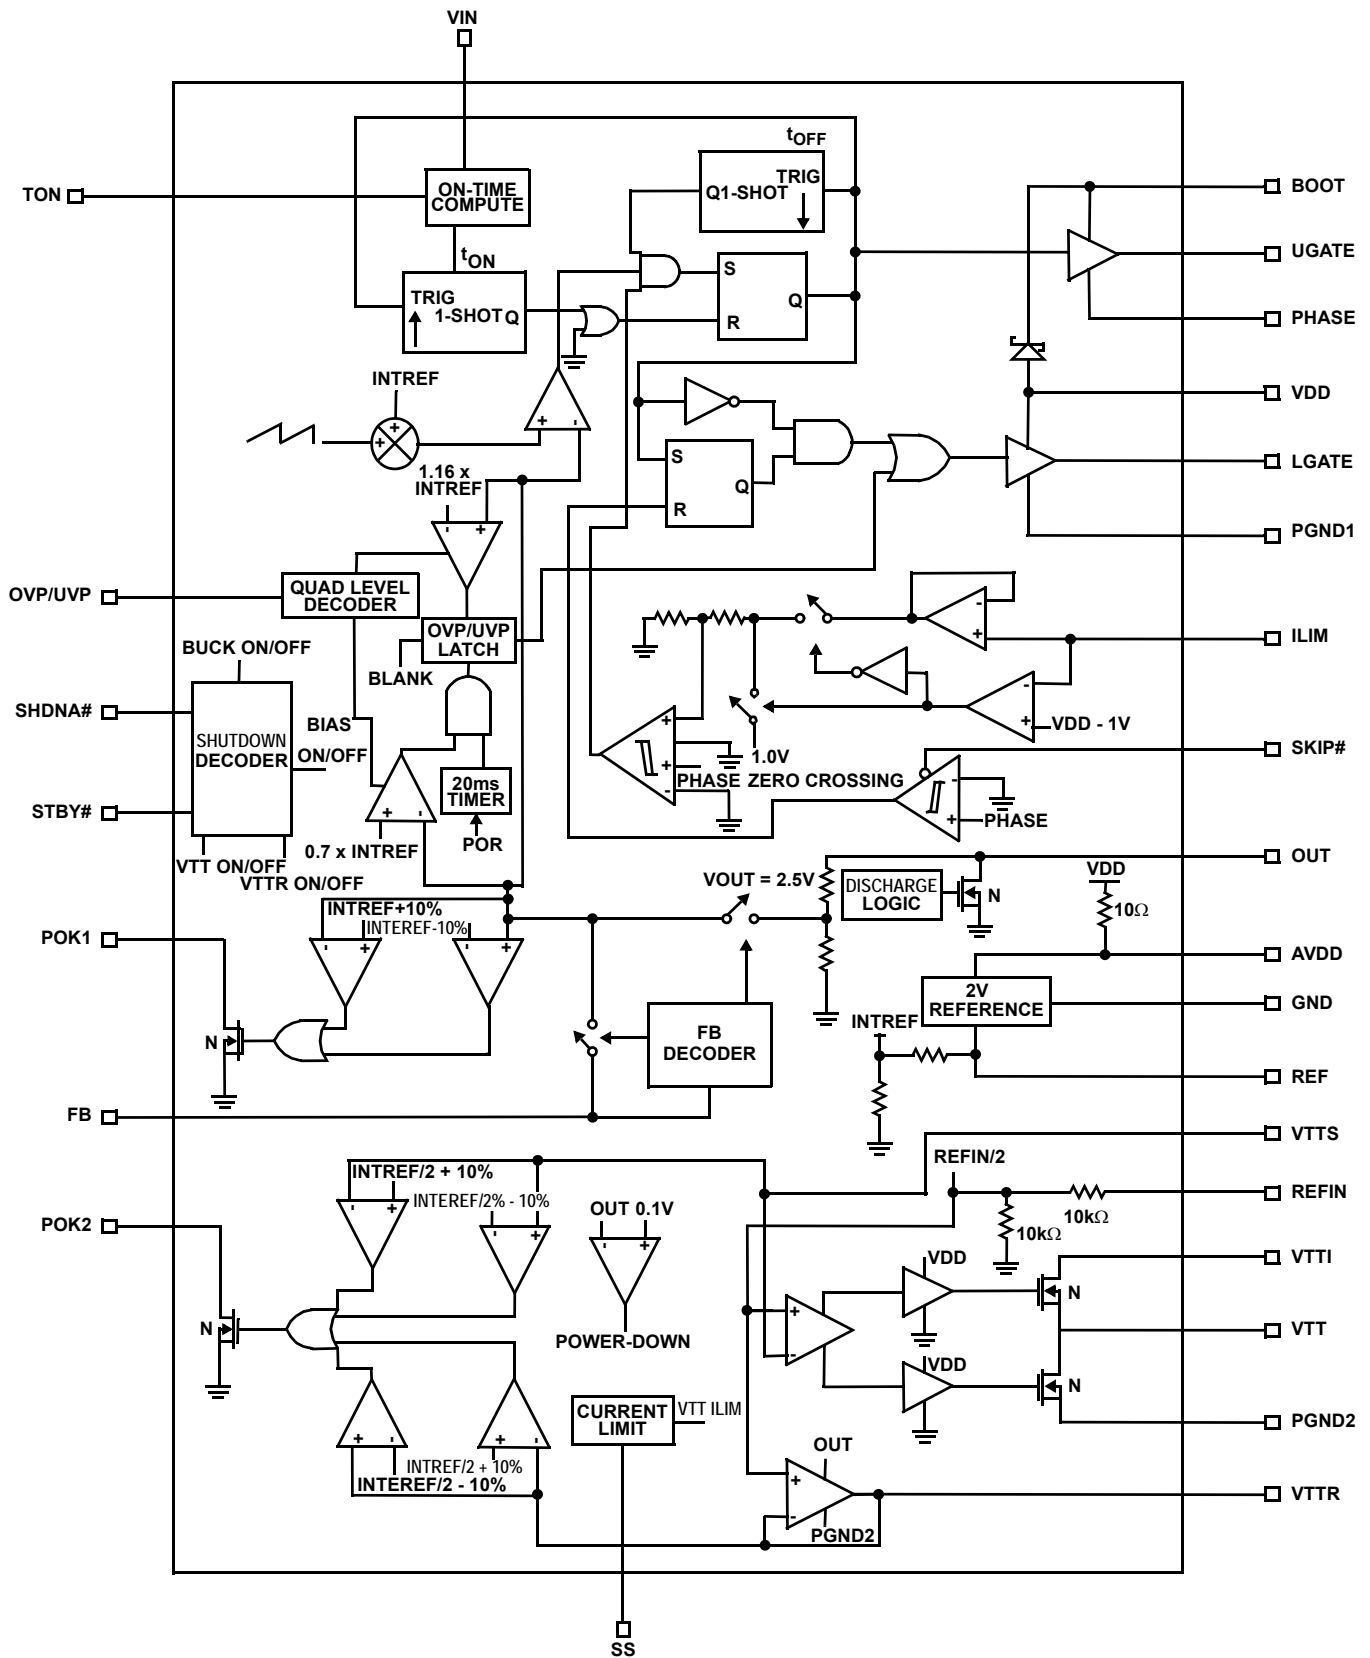 VIN
tOFF
TON
ON-TIME
COMPUTE
Q1-SHOT TRIG
BOOT
tON
UGATE
TRIG
1-SHOT Q
S
Q
R
PHASE
INTREF
+
+
+ -
VDD
1.16 x
INTREF
S
Q
R
LGATE
- +
PGND1
OVP/UVP
QUAD LEVEL
DECODER
-
+
OVP/UVP
LATCH
ILIM
BUCK ON/OFF
BLANK
-
+
VDD - 1V
SHDNA#
BIAS
SHUTDOWN
DECODER
ON/OFF
+
1.0V
SKIP#
+
PHASE ZERO CROSSING
-
-
20ms
TIMER
STBY#
+ -
+
PHASE
POR
0.7 x INTREF
VTT ON/OFF
VTTR ON/OFF
OUT
VOUT = 2.5V
DISCHARGE
LOGIC
N
VDD
10Ω
INTREF+10%
INTEREF-10%
POK1
- +
- +
AVDD
2V
REFERENCE
GND
INTREF
FB
DECODER
N
REF
FB
VTTS
REFIN/2
INTREF/2 + 10%
INTEREF/2% - 10%
REFIN
10kΩ
10kΩ
OUT 0.1V
POK2
- +
- +
- +
VDD
VTTI
N
+
-
N
POWER-DOWN
VTT
VDD
N
CURRENT
LIMIT
VTT ILIM
PGND2
+ -
+ -
OUT
INTREF/2 + 10%
INTEREF/2 - 10%
+
-
VTTR
PGND2
SS